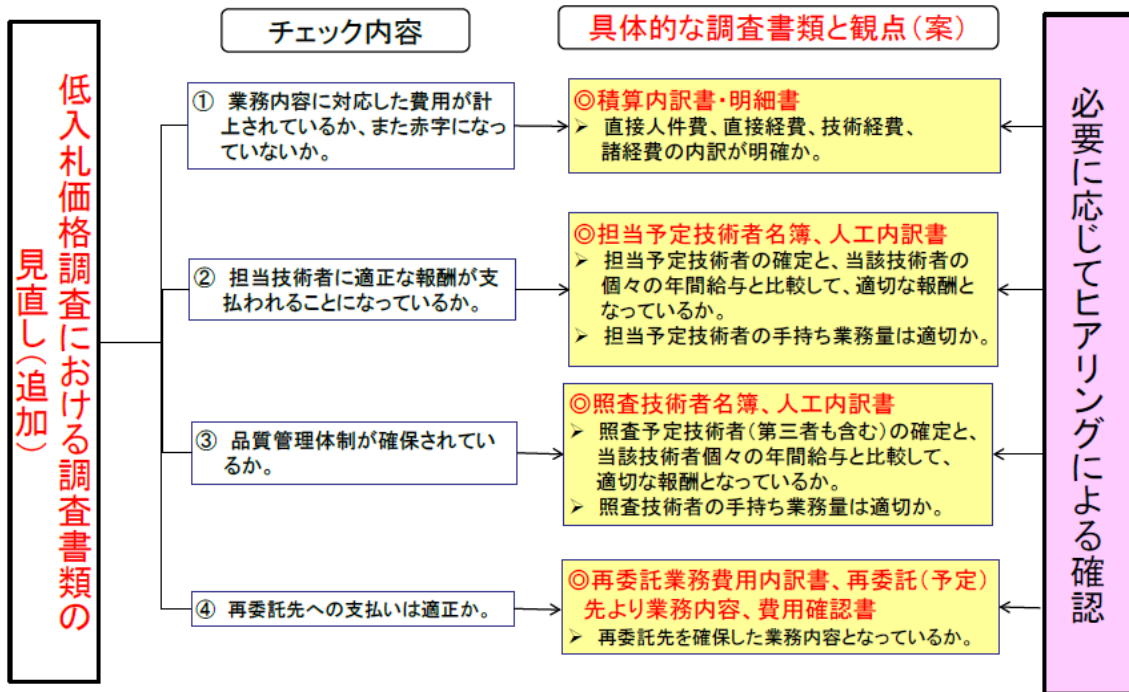 低入札価格調査における調査書類の
見直し(追加)
チェック内容
具体的な調査書類と観点(案)
① 業務内容に対応した費用が計
上されているか、また赤字になっ
ていないか。
◎積算内訳書・明細書
➢ 直接人件費、直接経費、技術経費、
諸経費の内訳が明確か。
② 担当技術者に適正な報酬が支
払われることになっているか。
◎担当予定技術者名簿、人工内訳書
➢ 担当予定技術者の確定と、当該技術者の
個々の年間給与と比較して、適切な報酬と
なっているか。
➢ 担当予定技術者の手持ち業務量は適切か。
③ 品質管理体制が確保されてい
るか。
◎照査技術者名簿、人工内訳書
➢ 照査予定技術者(第三者も含む)の確定と、
当該技術者個々の年間給与と比較して、
適切な報酬となっているか。
➢ 照査技術者の手持ち業務量は適切か。
④ 再委託先への支払いは適正か。
◎再委託業務費用内訳書、再委託(予定)
先より業務内容、費用確認書
➢ 再委託先を確保した業務内容となっているか。
必要に応じてヒアリングによる確認